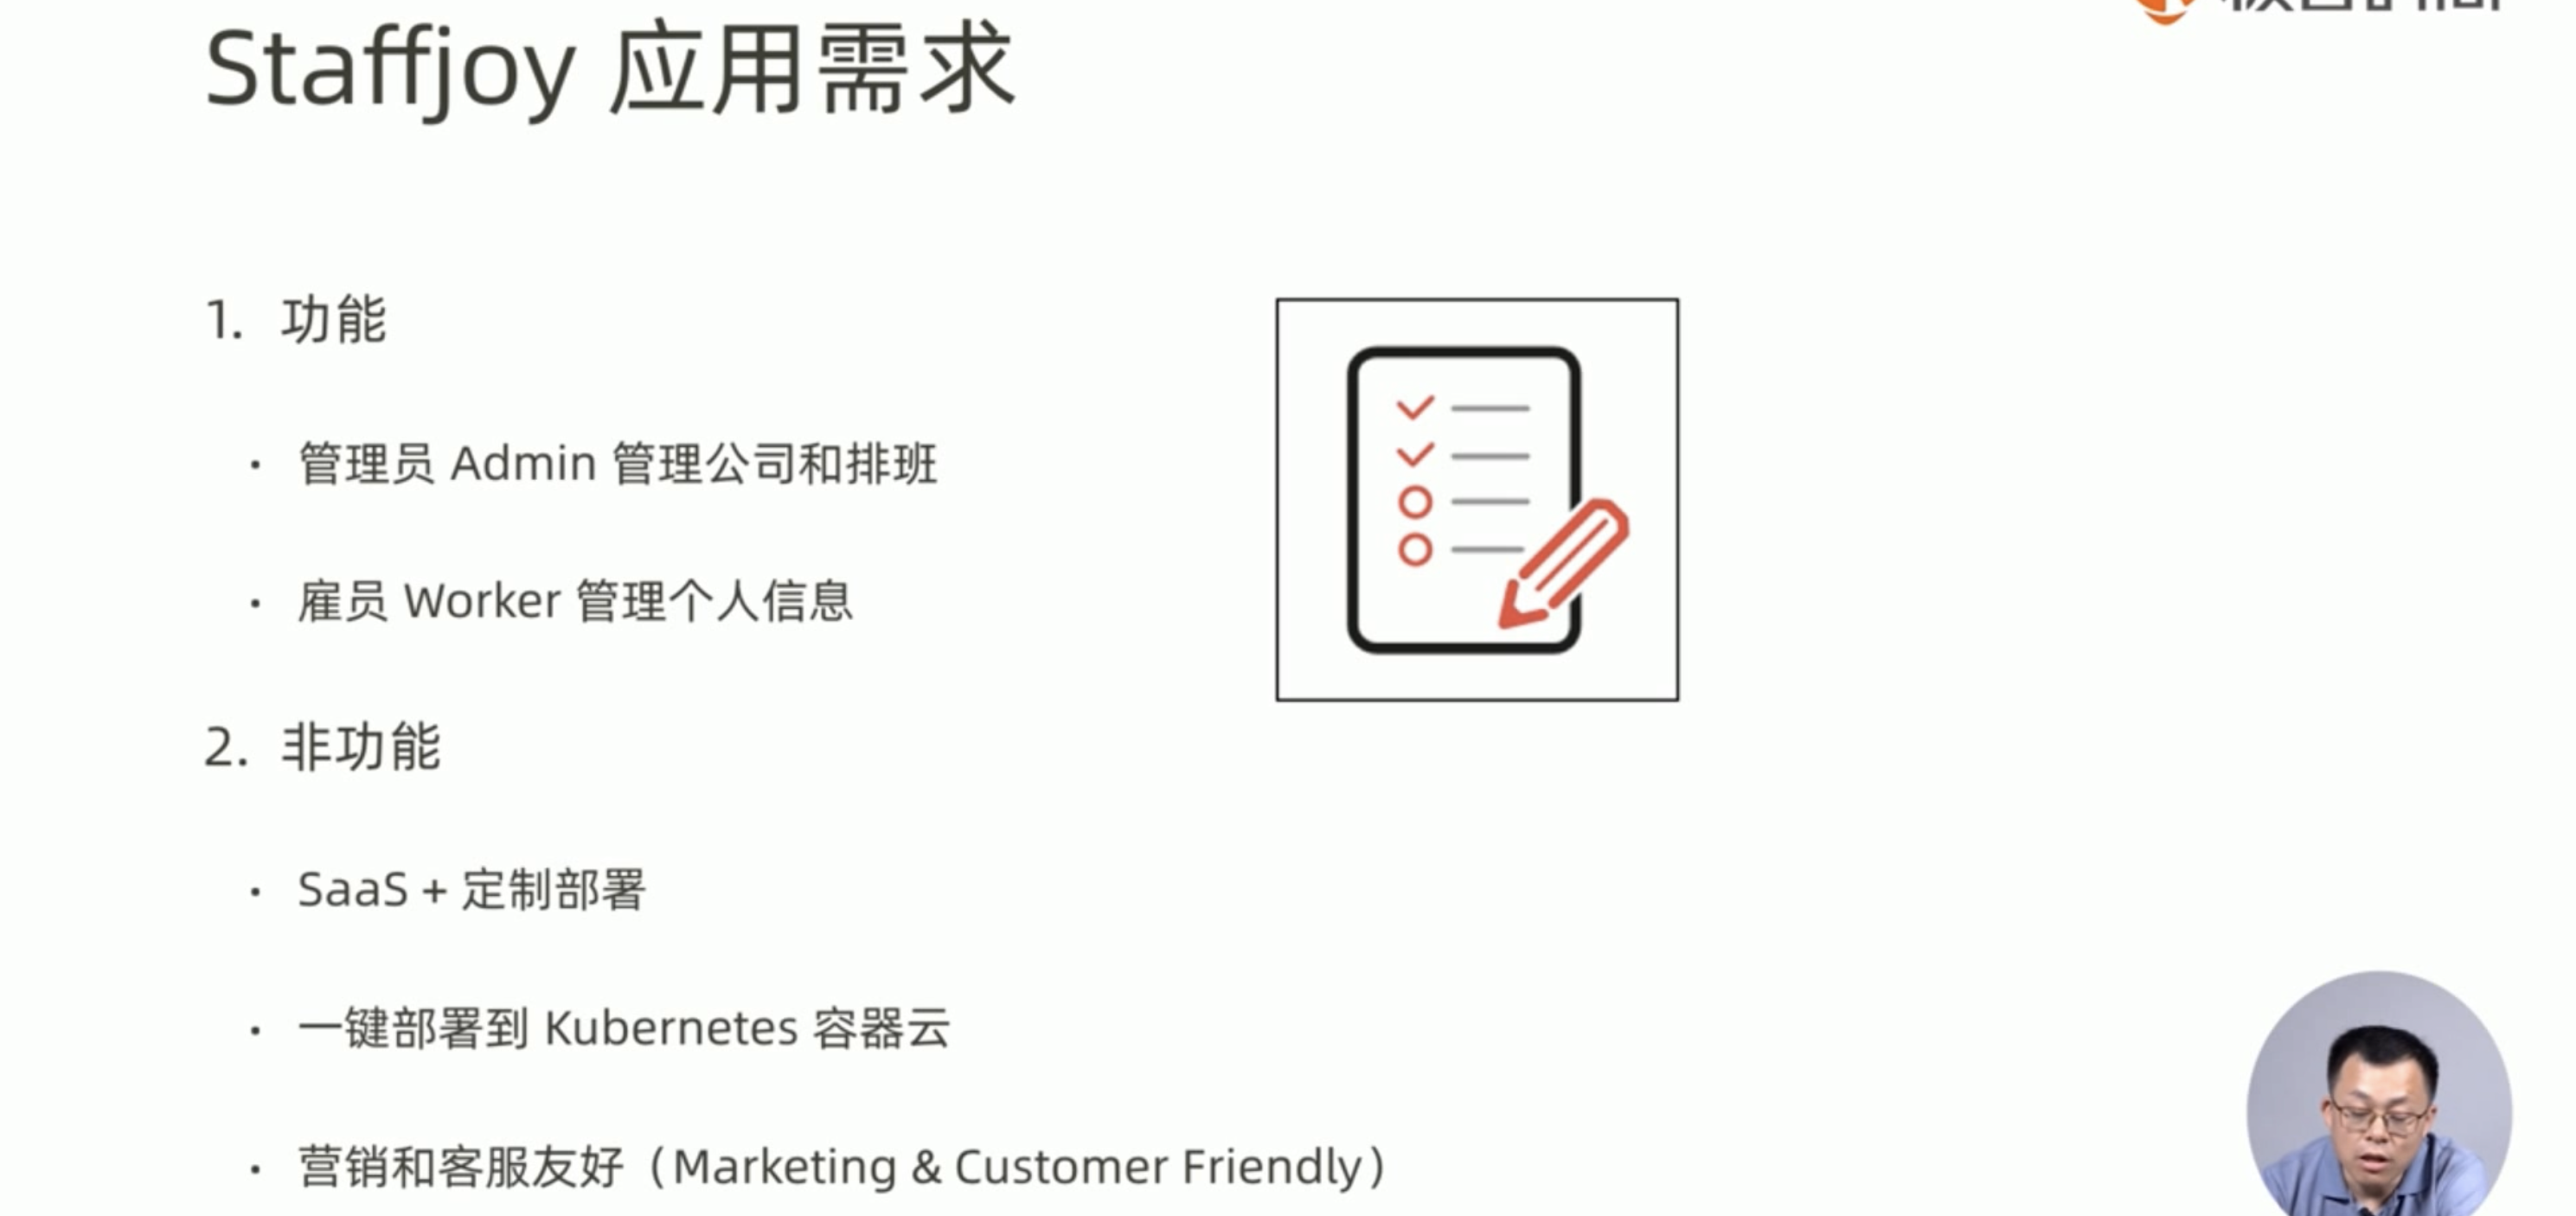 Staffjoy 应用需求
1. 功能
· 管理员 Admin 管理公司和排班
· 雇员 Worker 管理个人信息
2. 非功能
· SaaS + 定制部署
· 一键部署到 Kubernetes 容器云
· 营销和客服友好（Marketing & Customer Friendly）